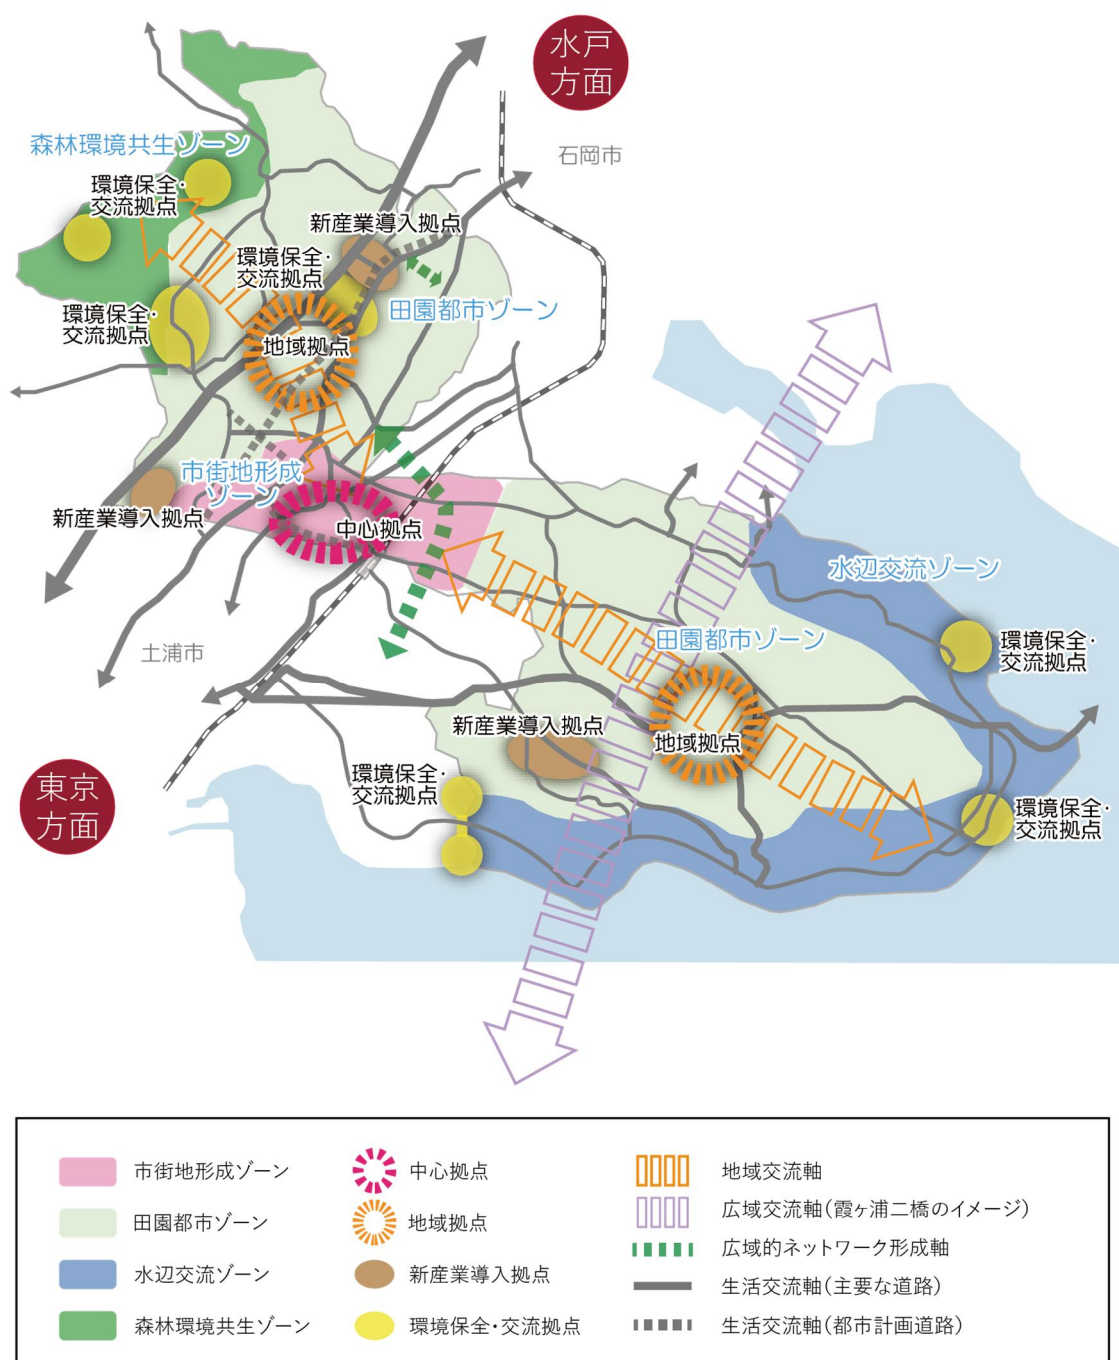 水戸
方面
石岡市
森林環境共生ゾーン
環境保全・
交流拠点
新産業導入拠点
環境保全・
交流拠点
環境保全・
交流拠点
田園都市ゾーン
地域拠点
市街地形成
ゾーン
新産業導入拠点
中心拠点
水辺交流ゾーン
土浦市
田園都市ゾーン
環境保全・
交流拠点
新産業導入拠点
地域拠点
東京
方面
環境保全・
交流拠点
環境保全・
交流拠点
市街地形成ゾーン
中心拠点
地域交流軸
田園都市ゾーン
地域拠点
広域交流軸(霞ヶ浦二橋のイメージ)
水辺交流ゾーン
新産業導入拠点
広域的ネットワーク形成軸
森林環境共生ゾーン
環境保全・交流拠点
生活交流軸(主要な道路)
生活交流軸(都市計画道路)